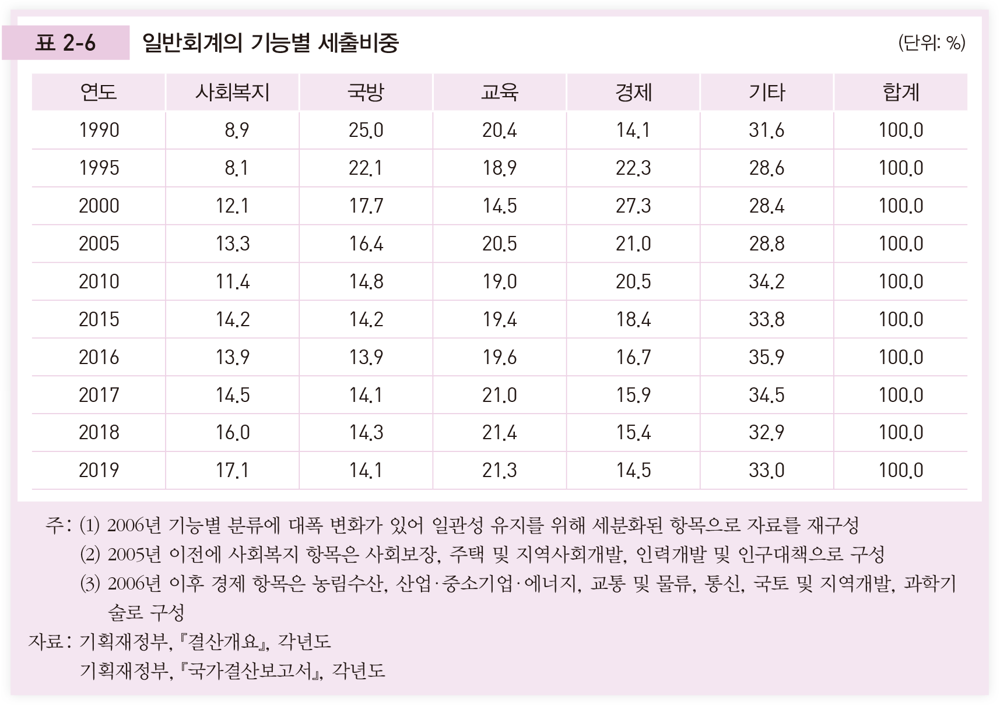 표 2-6 일반회계의 기능별 세출비중 (단위: %)
연도 사회복지 국방 교육 경제 기타 합계
1990 8.9 25.0 20.4 14.1 31.6 100.0
1995 8.1 22.1 18.9 22.3 28.6 100.0
2000 12.1 17.7 14.5 27.3 28.4 100.0
2005 13.3 16.4 20.5 21.0 28.8 100.0
2010 11.4 14.8 19.0 20.5 34.2 100.0
2015 14.2 14.2 19.4 18.4 33.8 100.0
2016 13.9 13.9 19.6 16.7 35.9 100.0
2017 14.5 14.1 21.0 15.9 34.5 100.0
2018 16.0 14.3 21.4 15.4 32.9 100.0
2019 17.1 14.1 21.3 14.5 33.0 100.0
주: (1) 2006년 기능별 분류에 대폭 변화가 있어 일관성 유지를 위해 세분화된 항목으로 자료를 재구성
(2) 2005년 이전에 사회복지 항목은 사회보장, 주택 및 지역사회개발, 인력개발 및 인구대책으로 구성
(3) 2006년 이후 경제 항목은 농림수산, 산업·중소기업·에너지, 교통 및 물류, 통신, 국토 및 지역개발, 과학기
술로 구성
자료: 기획재정부, 『결산개요』, 각년도
기획재정부, 『국가결산보고서』, 각년도